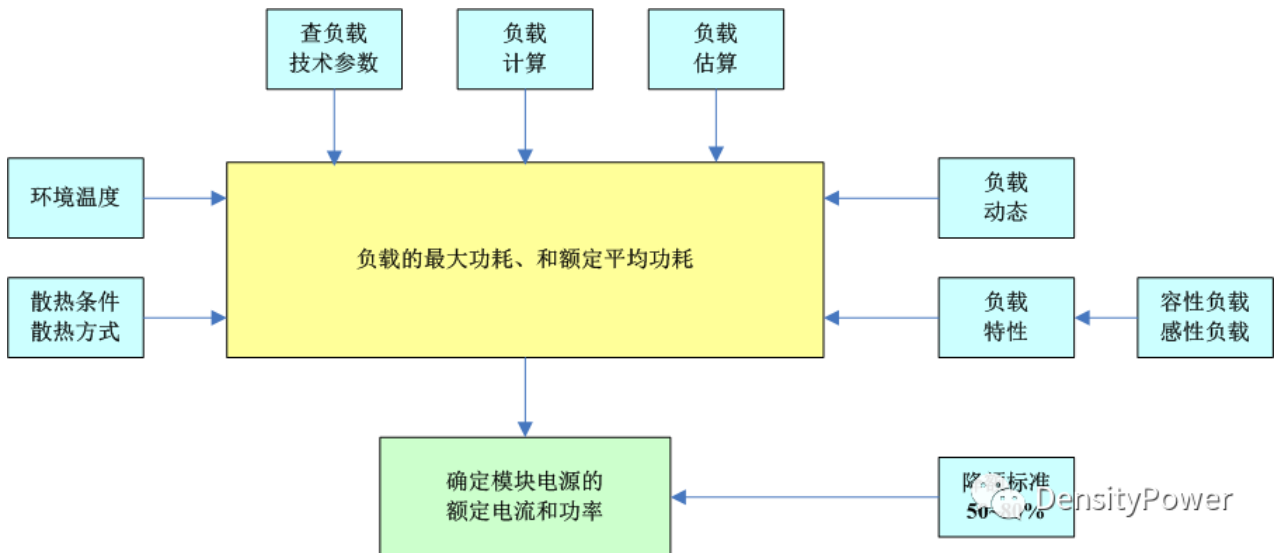 查负载
技术参数
负载
计算
负载
估算
环境温度
负载的最大功耗、和额定平均功耗
负载
动态
散热条件
散热方式
负载
特性
容性负载
感性负载
确定模块电源的
额定电流和功率
标准
DensityPower